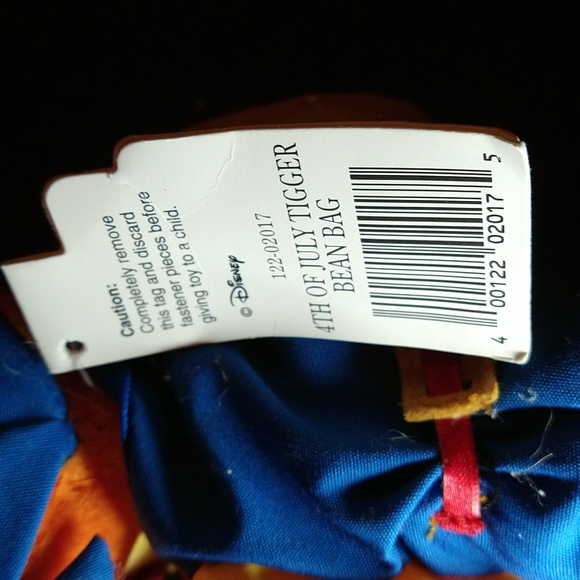 Caution:
Completely remove
this tag and discard
fastener pieces before
giving toy to a child.
© Disney
122-02017
4TH OF JULY TIGGER
BEAN BAG
4 00122 02017 5